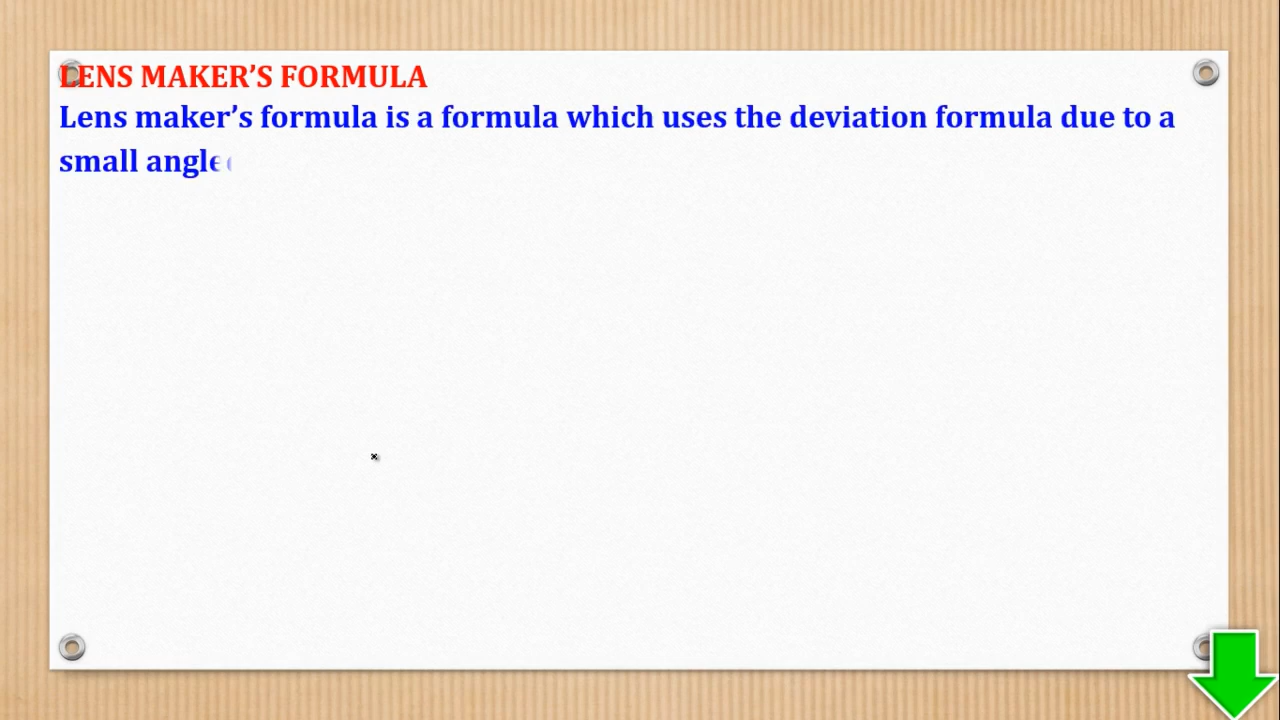 LENS MAKER’S FORMULA
Lens maker’s formula is a formula which uses the deviation formula due to a
small angle